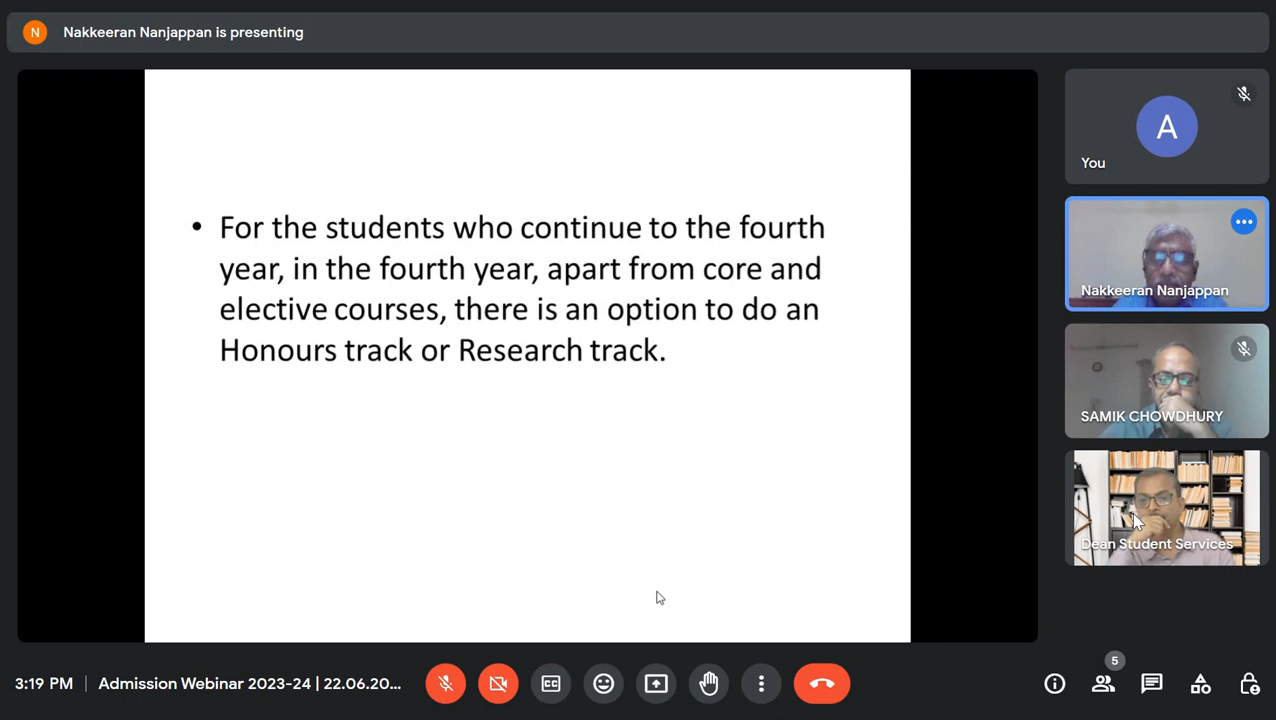 N
Nakkeeran Nanjappan is presenting
• For the students who continue to the fourth
year, in the fourth year, apart from core and
elective courses, there is an option to do an
Honours track or Research track.
A
You
Nakkeeran Nanjappan
SAMIK CHOWDHURY
Dean Student Services
3:19 PM | Admission Webinar 2023-24 | 22.06.20...
CC
5